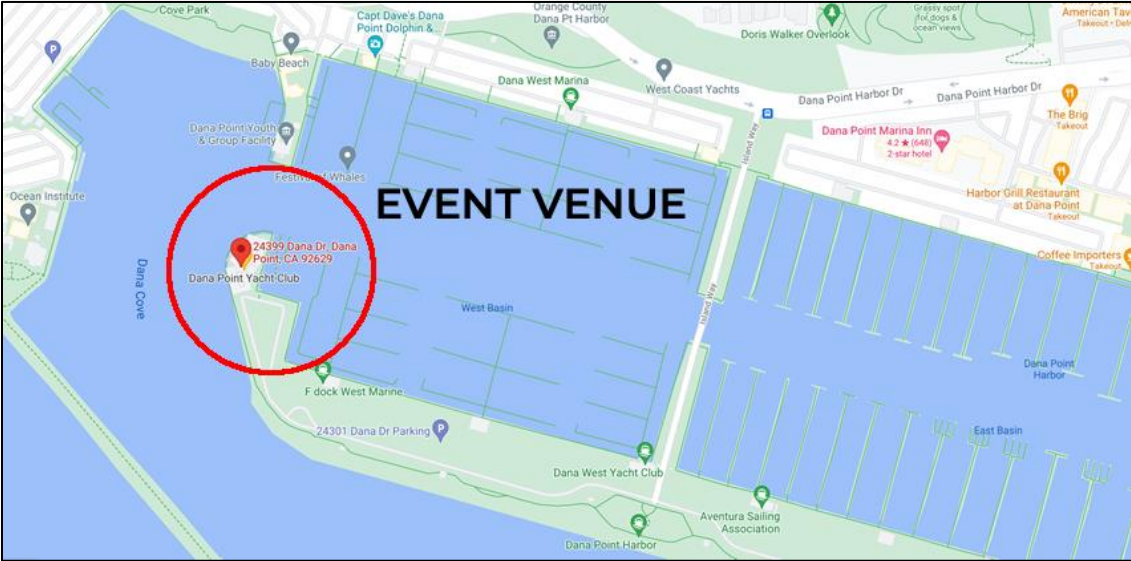 Cove Park
Capt Dave's Dana
Point Dolphin &
Orange County
Dana Pt Harbor
Doris Walker Overlook
Grassy spot
for dogs &
ocean views
American Tav
Takeout • Deli
Baby Beach
Dana West Marina
West Coast Yachts
Dana Point Harbor Dr
Dana Point Harbor Dr
The Brig
Takeout
Dana Point Youth
& Group Facility
Island Way
Dana Point Marina Inn
4.2 ★ (648)
2-star hotel
Festival of Whales
EVENT VENUE
Harbor Grill Restaurant
at Dana Point
Takeout
Ocean Institute
24399 Dana Dr, Dana
Point, CA 92629
Dana Point Yacht Club
Coffee Importers
Takeout
Dana Cove
West Basin
Island Way
Dana Point
Harbor
F dock West Marine
24301 Dana Dr Parking
East Basin
Dana West Yacht Club
Aventura Sailing
Association
Dana Point Harbor